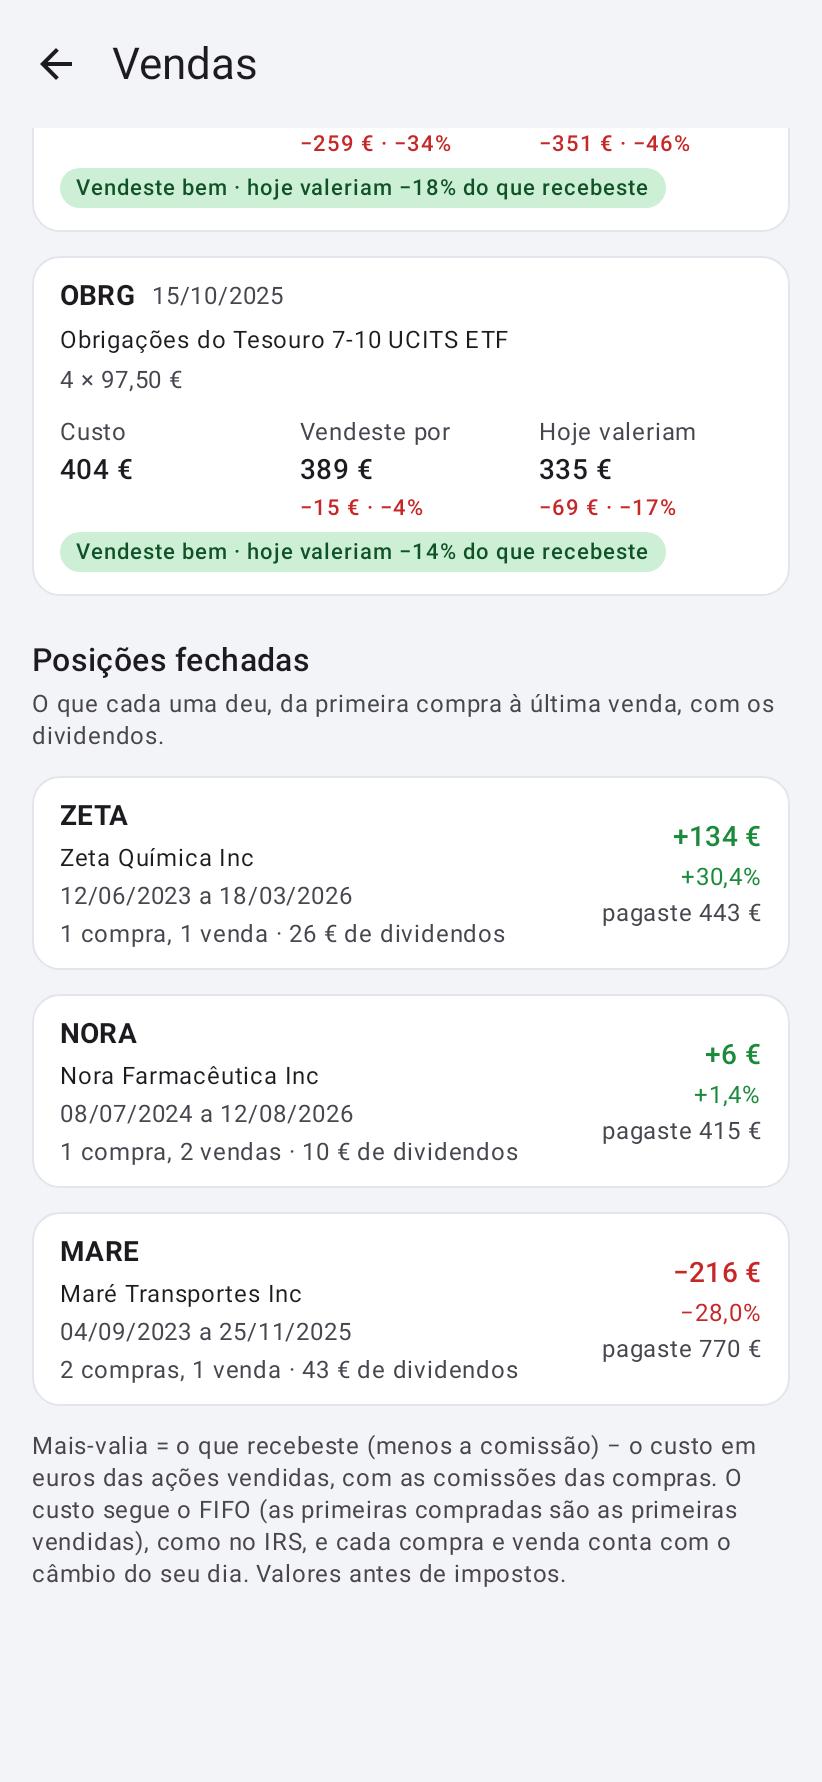 Vendas
−259 € · −34% −351 € · −46%
Vendeste bem · hoje valeriam −18% do que recebeste
OBRG 15/10/2025
Obrigações do Tesouro 7-10 UCITS ETF
4 × 97,50 €
Custo Vendeste por Hoje valeriam
404 € 389 € 335 €
−15 € · −4% −69 € · −17%
Vendeste bem · hoje valeriam −14% do que recebeste
Posições fechadas
O que cada uma deu, da primeira compra à última venda, com os
dividendos.
ZETA
Zeta Química Inc
12/06/2023 a 18/03/2026
1 compra, 1 venda · 26 € de dividendos
+134 €
+30,4%
pagaste 443 €
NORA
Nora Farmacêutica Inc
08/07/2024 a 12/08/2026
1 compra, 2 vendas · 10 € de dividendos
+6 €
+1,4%
pagaste 415 €
MARE
Maré Transportes Inc
04/09/2023 a 25/11/2025
2 compras, 1 venda · 43 € de dividendos
−216 €
−28,0%
pagaste 770 €
Mais-valia = o que recebeste (menos a comissão) − o custo em
euros das ações vendidas, com as comissões das compras. O
custo segue o FIFO (as primeiras compradas são as primeiras
vendidas), como no IRS, e cada compra e venda conta com o
câmbio do seu dia. Valores antes de impostos.